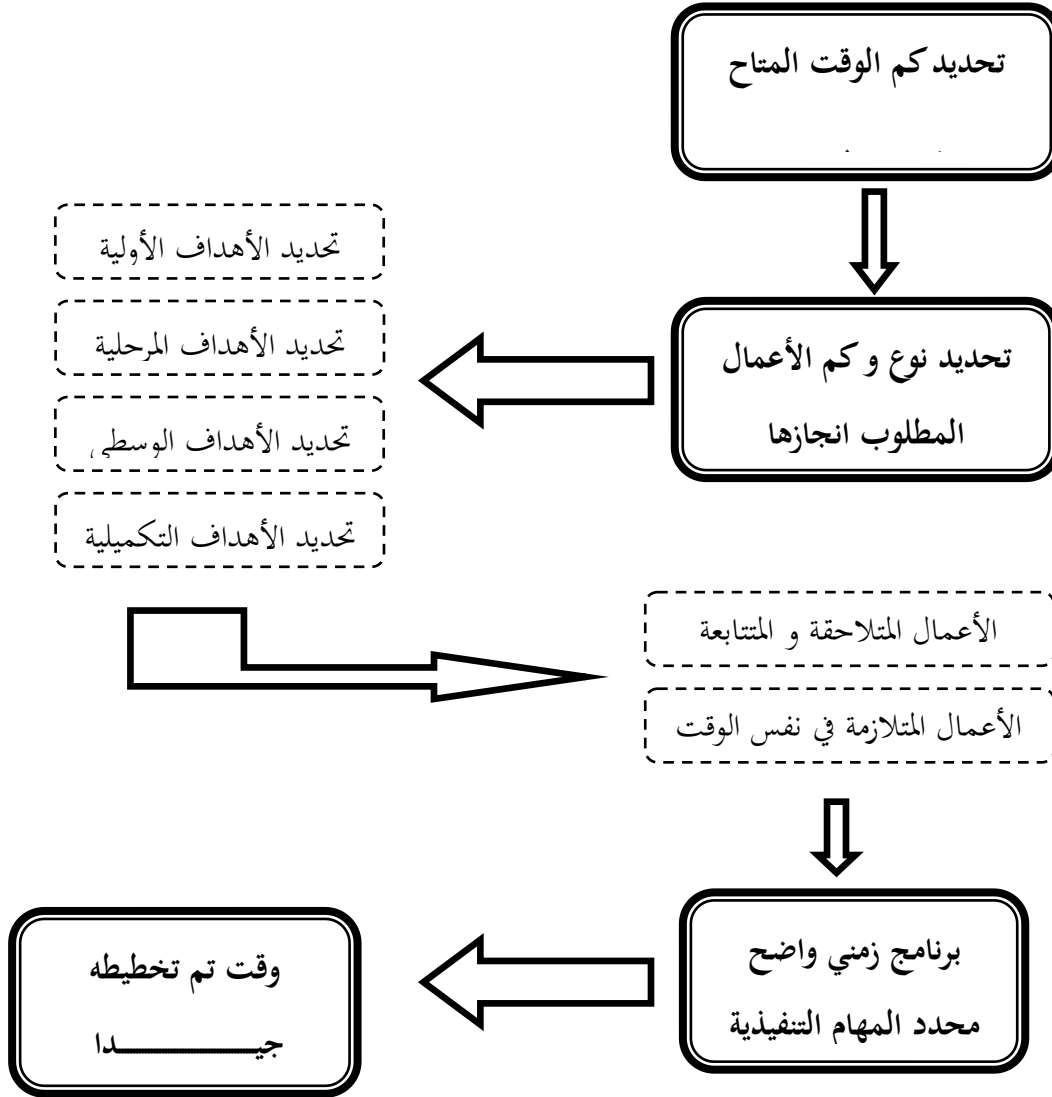 تحديد كم الوقت المتاح
تحديد نوع و كم الأعمال
المطلوب انجازها
تحديد الأهداف الأولية
تحديد الأهداف المرحلية
تحديد الأهداف الوسطى
تحديد الأهداف التكميلية
الأعمال المتلاحقة و المتتابعة
الأعمال المتلازمة في نفس الوقت
برنامج زمني واضح
محدد المهام التنفيذية
وقت تم تخطيطه
جيـــــــــــدا